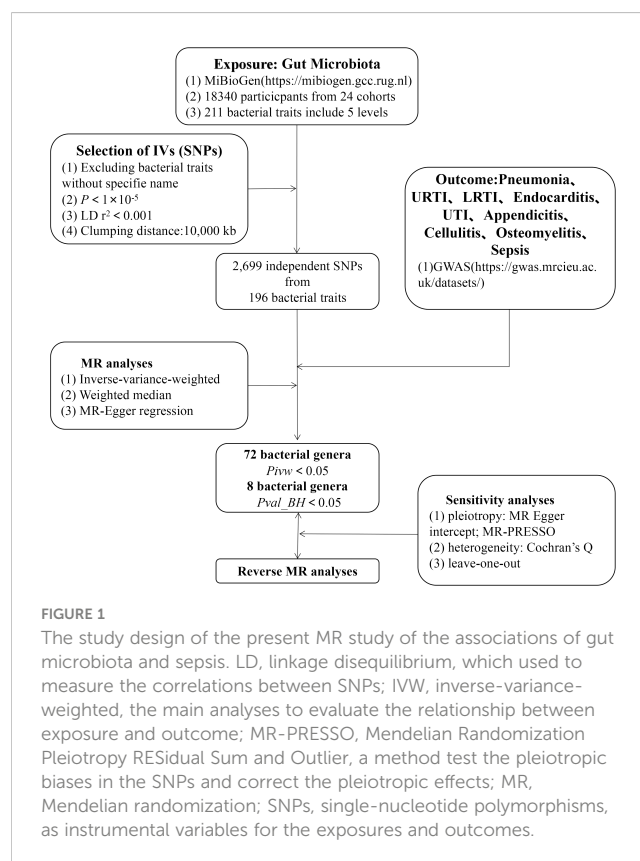 Exposure: Gut Microbiota
(1) MiBioGen(https://mibiogen.gcc.rug.nl)
(2) 18340 particpants from 24 cohorts
(3) 211 bacterial traits include 5 levels
Selection of IVs (SNPs)
(1) Excluding bacterial traits
without specific name
(2) P < 1×10-5
(3) LD r2 < 0.001
(4) Clumping distance:10,000 kb
Outcome:Pneumonia、
URTI、LRTI、Endocarditis、
UTI、Appendicitis、
Cellulitis、Osteomyelitis、
Sepsis
(1)GWAS(https://gwas.mrcieu.ac.
uk/datasets/)
2,699 independent SNPs
from
196 bacterial traits
MR analyses
(1) Inverse-variance-weighted
(2) Weighted median
(3) MR-Egger regression
72 bacterial genera
Pivw < 0.05
8 bacterial genera
Pval_BH < 0.05
Sensitivity analyses
(1) pleiotropy: MR Egger
intercept; MR-PRESSO
(2) heterogeneity: Cochran's Q
(3) leave-one-out
Reverse MR analyses
FIGURE 1
The study design of the present MR study of the associations of gut
microbiota and sepsis. LD, linkage disequilibrium, which used to
measure the correlations between SNPs; IVW, inverse-variance-
weighted, the main analyses to evaluate the relationship between
exposure and outcome; MR-PRESSO, Mendelian Randomization
Pleiotropy RESidual Sum and Outlier, a method test the pleiotropic
biases in the SNPs and correct the pleiotropic effects; MR,
Mendelian randomization; SNPs, single-nucleotide polymorphisms,
as instrumental variables for the exposures and outcomes.